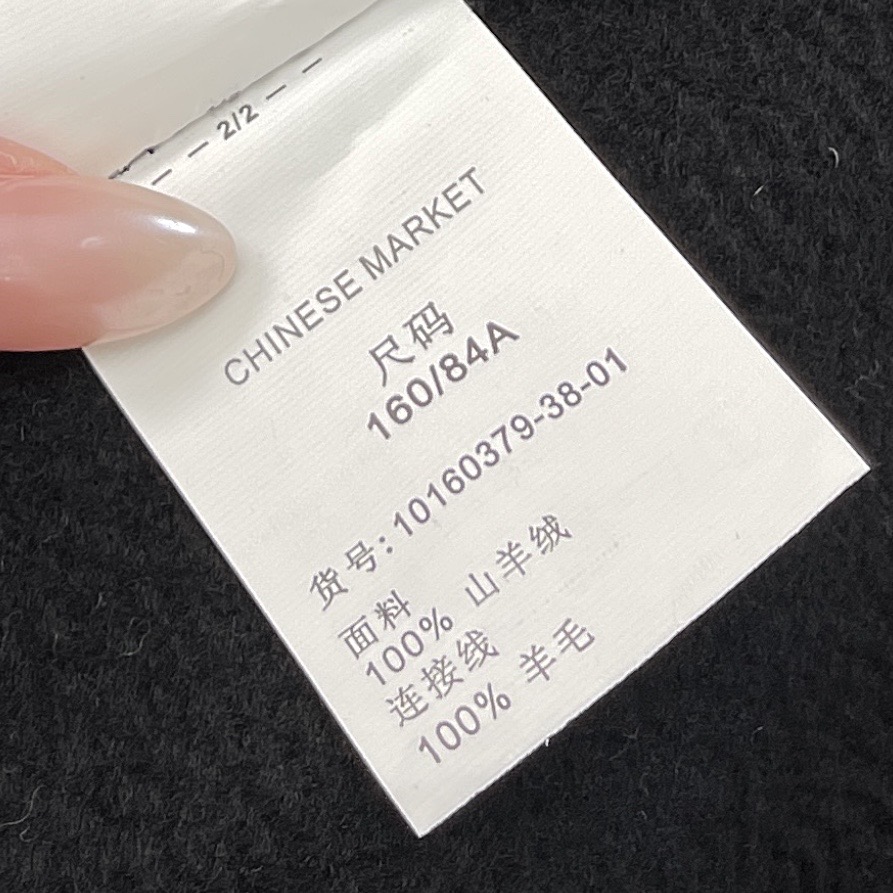 — — 2/2 — —
CHINESE MARKET
尺码
160/84A
货号: 10160379-38-01
面料
100% 山羊绒
连接线
100% 羊毛